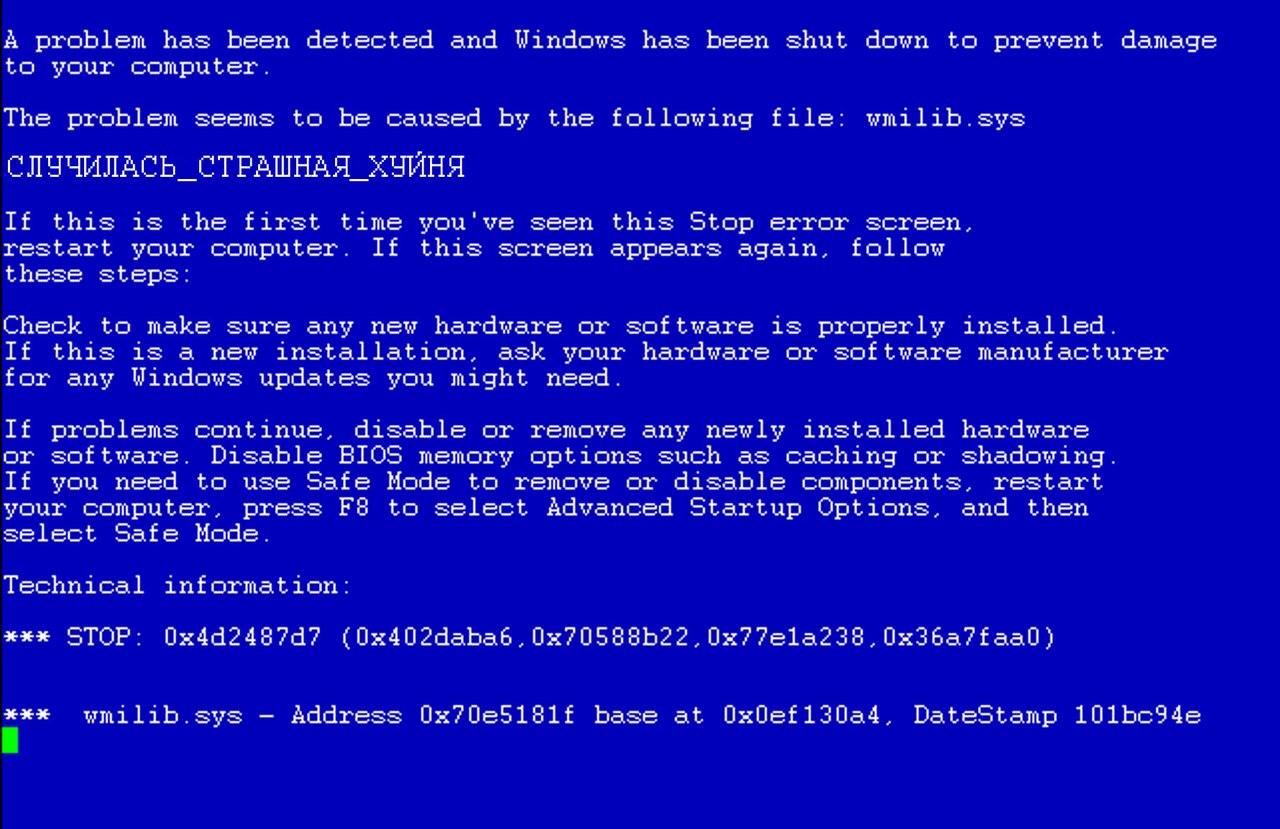 A problem has been detected and Windows has been shut down to prevent damage
to your computer.
The problem seems to be caused by the following file: wmilib.sys
СЛУЧИЛАСЬ_СТРАШНАЯ_ХУЙНЯ
If this is the first time you've seen this Stop error screen,
restart your computer. If this screen appears again, follow
these steps:
Check to make sure any new hardware or software is properly installed.
If this is a new installation, ask your hardware or software manufacturer
for any Windows updates you might need.
If problems continue, disable or remove any newly installed hardware
or software. Disable BIOS memory options such as caching or shadowing.
If you need to use Safe Mode to remove or disable components, restart
your computer, press F8 to select Advanced Startup Options, and then
select Safe Mode.
Technical information:
*** STOP: 0x4d2487d7 (0x402daba6,0x70588b22,0x77e1a238,0x36a7faa0)
***  wmilib.sys – Address 0x70e5181f base at 0x0ef130a4, DateStamp 101bc94e